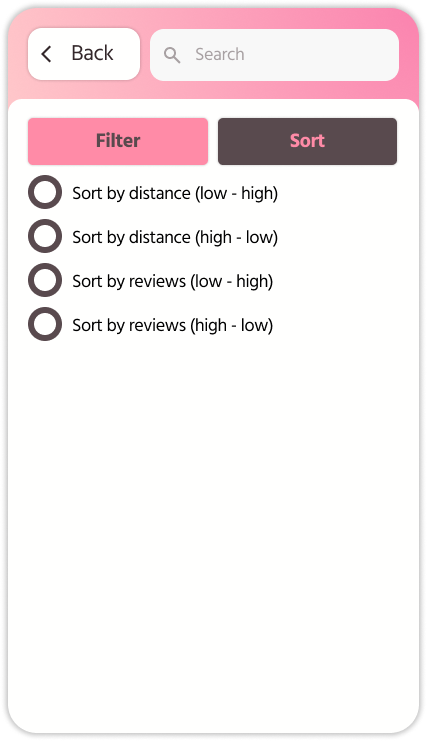 Back
Search
Filter
Sort
Sort by distance (low - high)
Sort by distance (high - low)
Sort by reviews (low - high)
Sort by reviews (high - low)